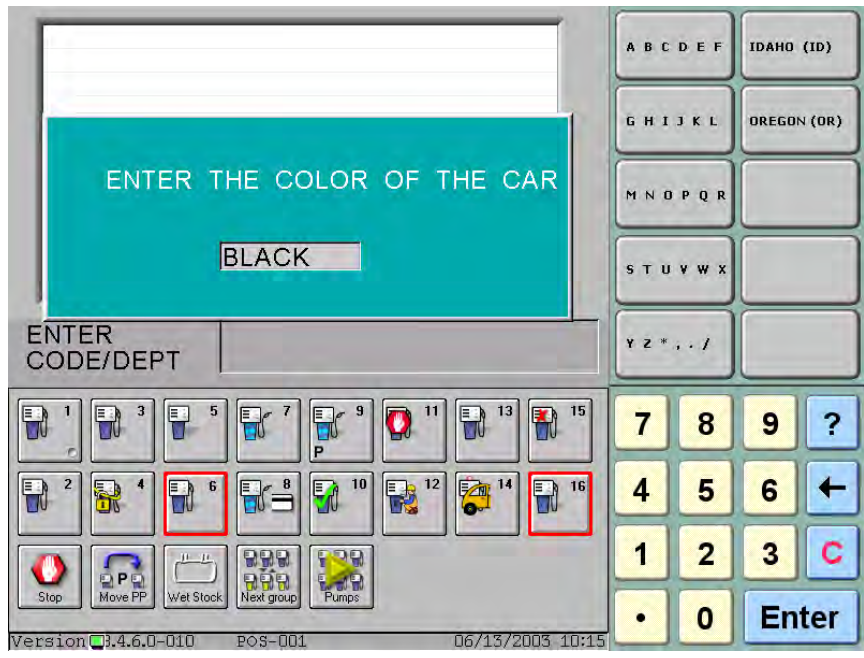 ENTER THE COLOR OF THE CAR
BLACK
ENTER
CODE/DEPT
A B C D E F
IDAHO (ID)
G H I J K L
OREGON (OR)
M N O P Q R
S T U V W X
Y Z * , . /
1 3 5 7 9 11 13 15
P
2 4 6 8 10 12 14 16
Stop
P
Move PP
Wet Stock
Next group
Pumps
7 8 9 ?
4 5 6 ←
1 2 3 C
• 0 Enter
Version 3.4.6.0-010 POS-001 06/13/2003 10:15